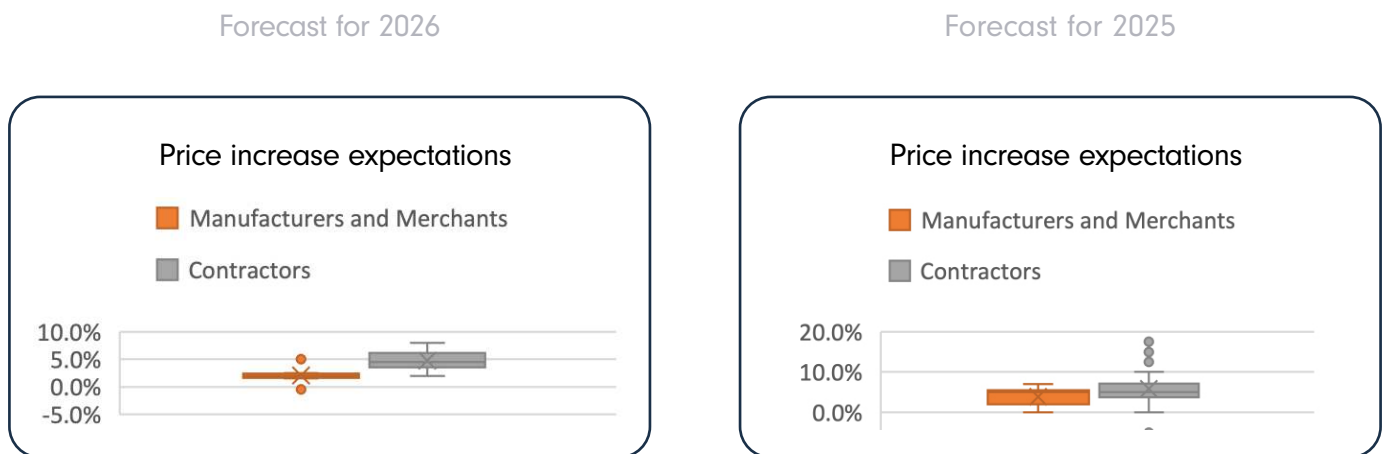 Forecast for 2026
Price increase expectations
Manufacturers and Merchants
Contractors
10.0%
5.0%
0.0%
-5.0%
Forecast for 2025
Price increase expectations
Manufacturers and Merchants
Contractors
20.0%
10.0%
0.0%